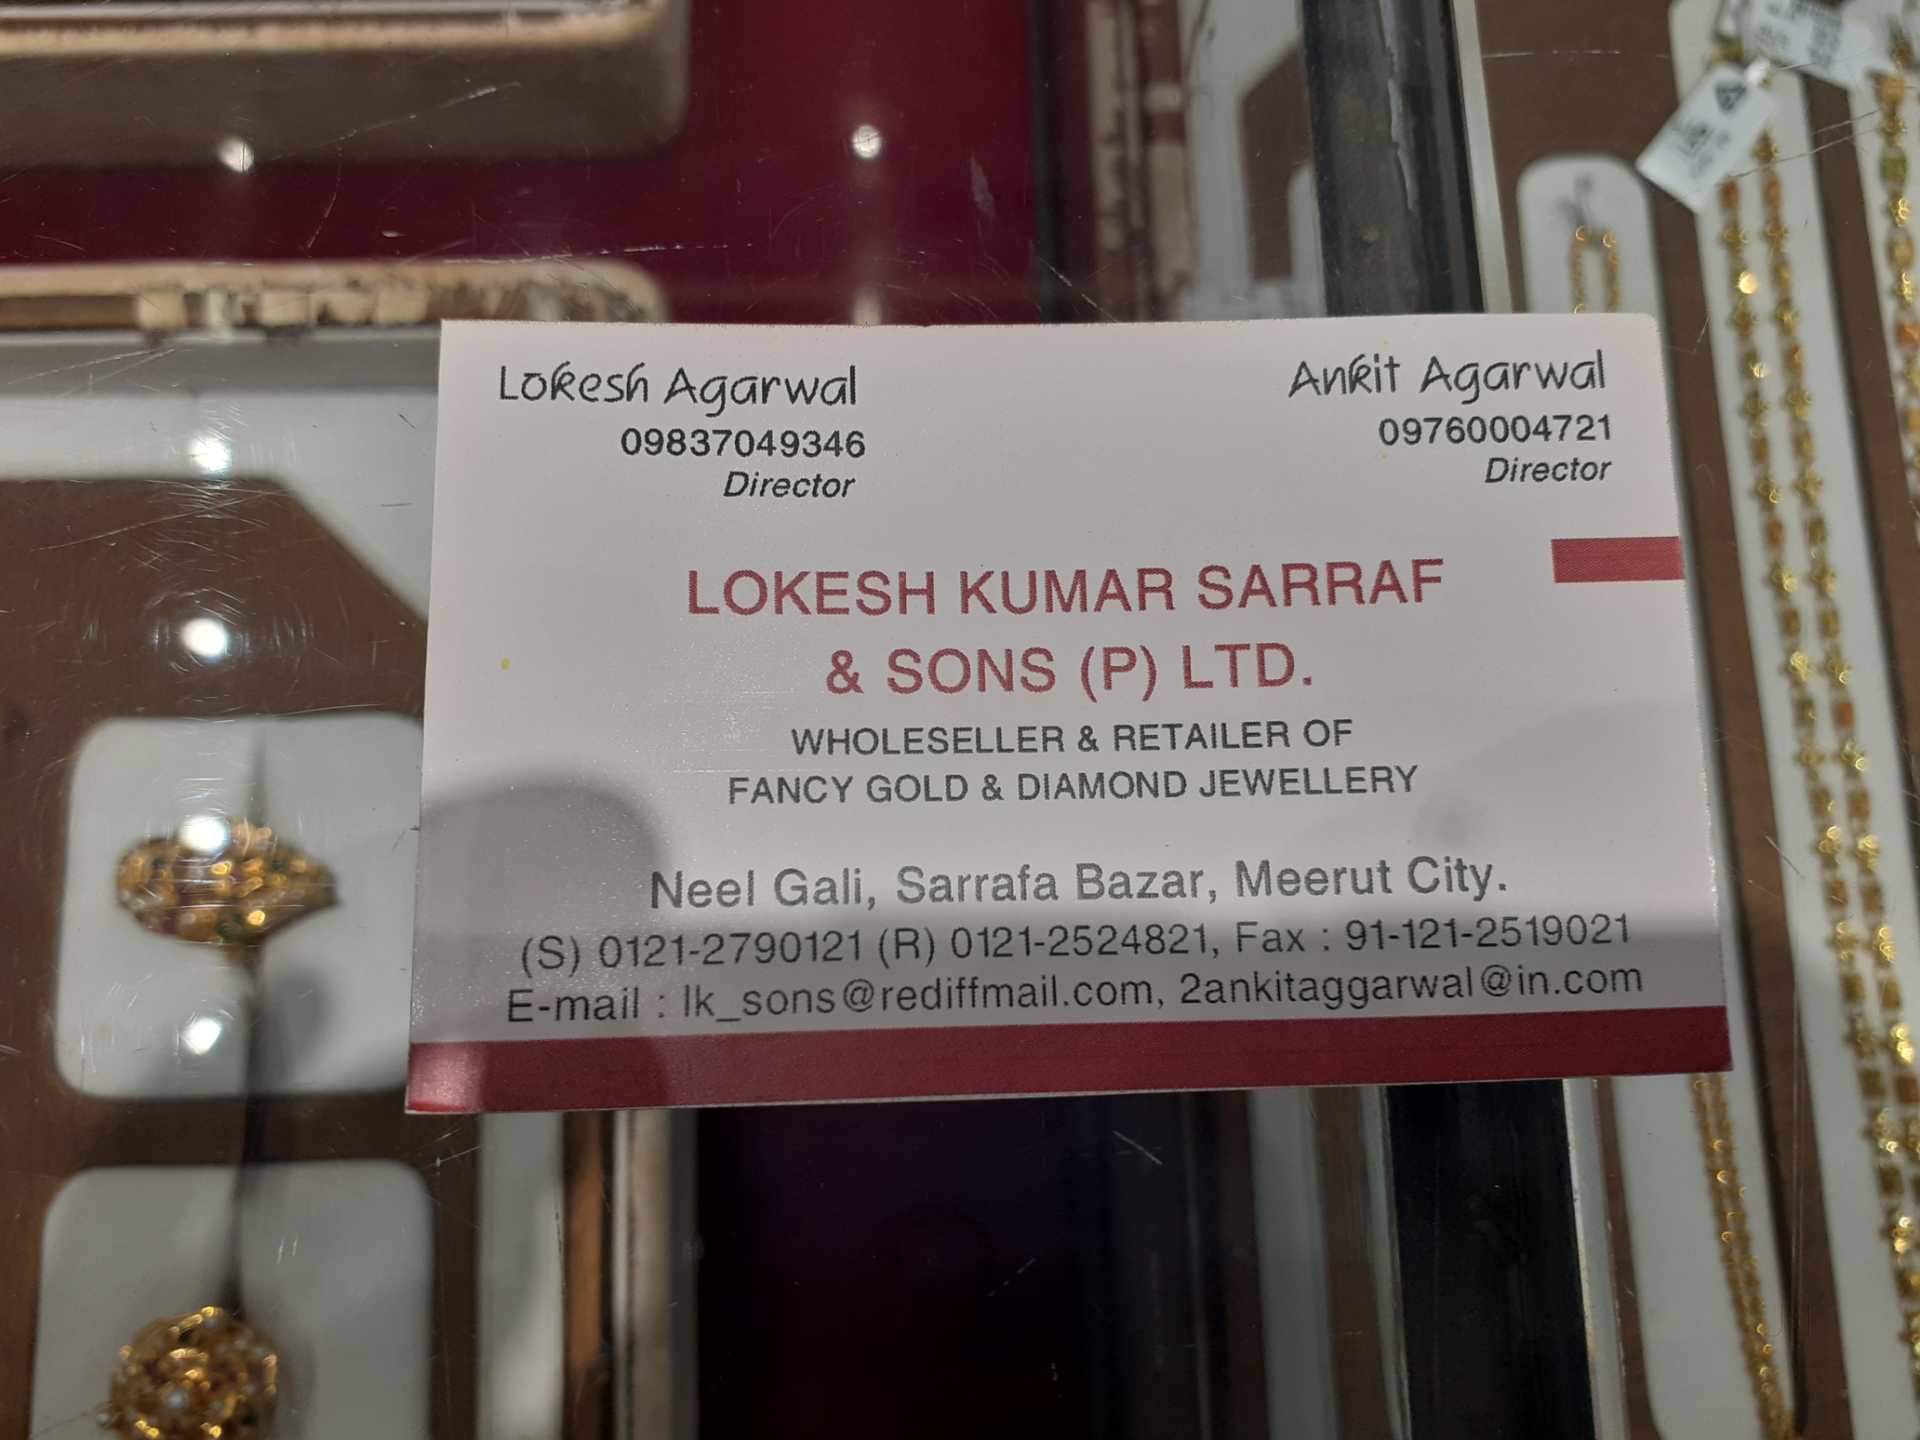 Lokesh Agarwal
09837049346
Director
Ankit Agarwal
09760004721
Director
LOKESH KUMAR SARRAF
& SONS (P) LTD.
WHOLESELLER & RETAILER OF
FANCY GOLD & DIAMOND JEWELLERY
Neel Gali, Sarrafa Bazar, Meerut City.
(S) 0121-2790121 (R) 0121-2524821, Fax : 91-121-2519021
E-mail : lk_sons@rediffmail.com, 2ankitaggarwal@in.com